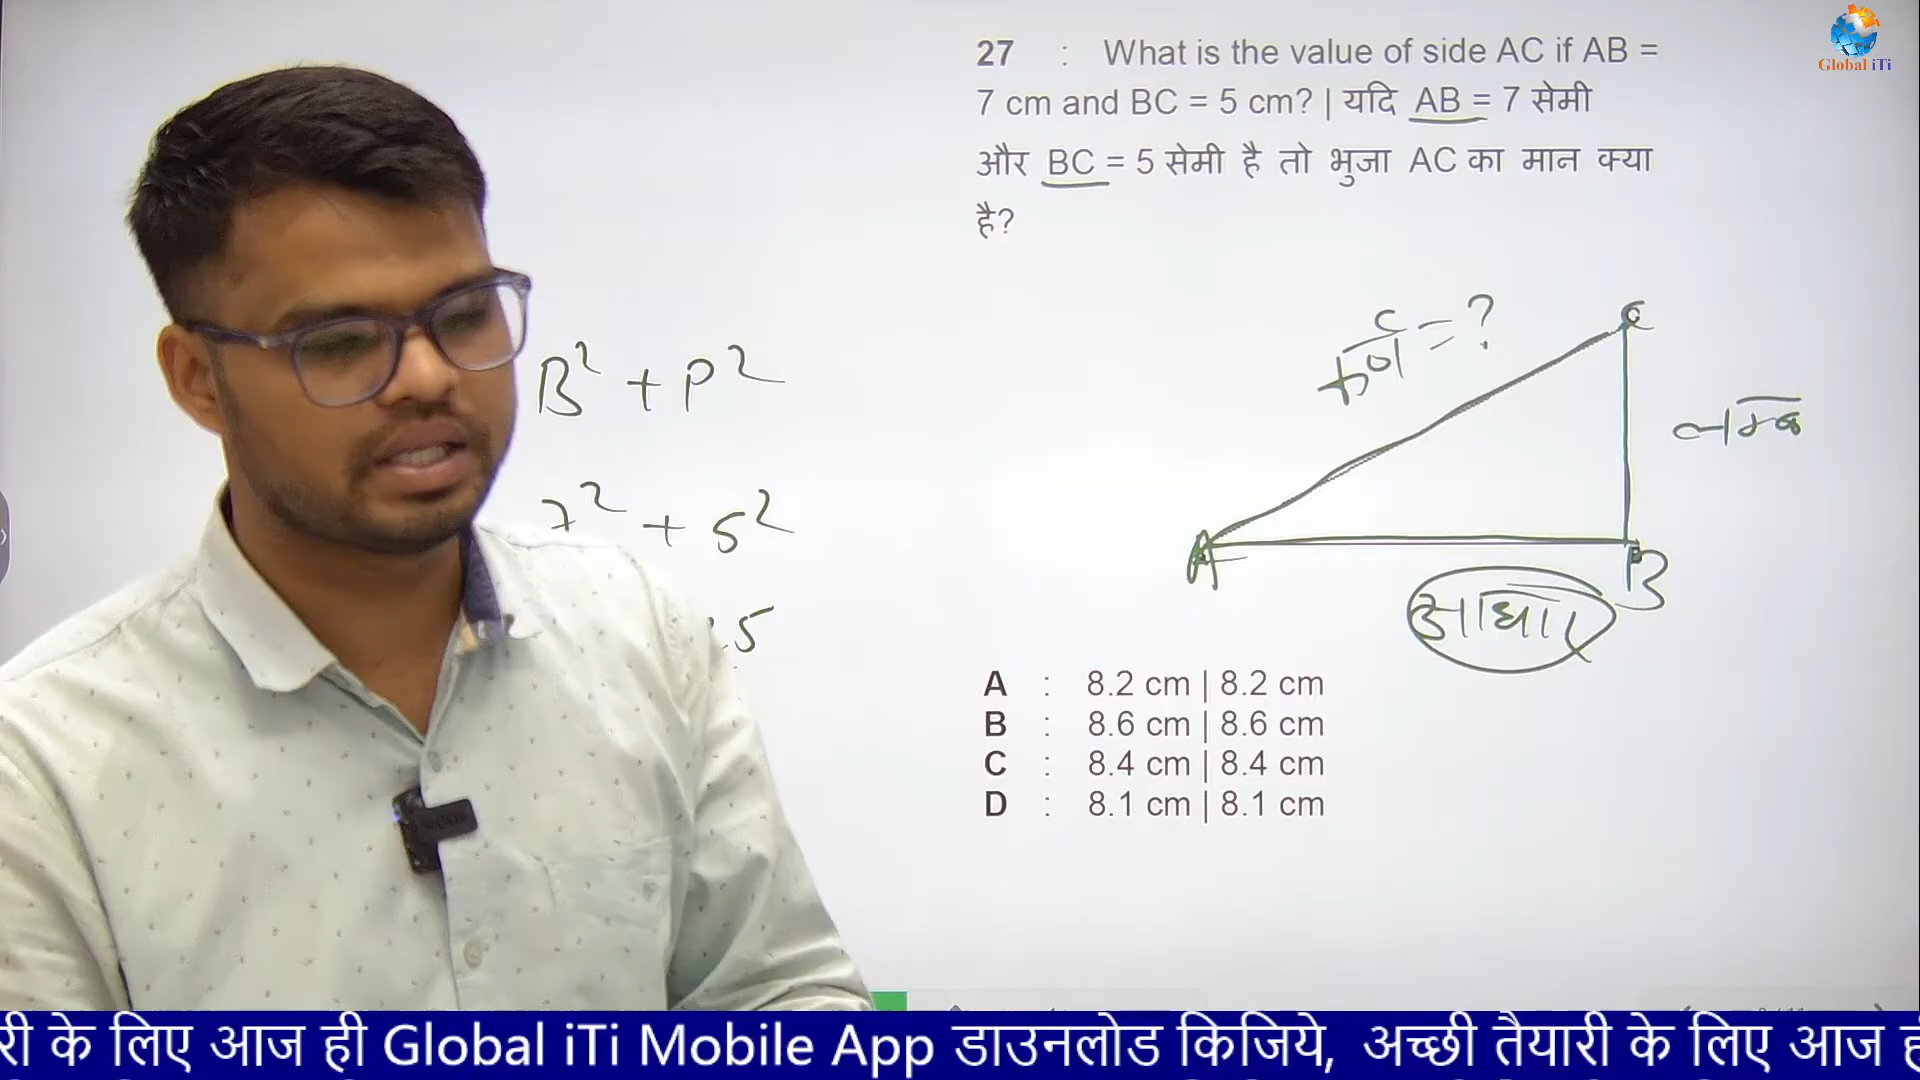 27 : What is the value of side AC if AB =
7 cm and BC = 5 cm? | यदि AB = 7 सेमी
और BC = 5 सेमी है तो भुजा AC का मान क्या
है?
Global iTi
B² + P²
7² + 5²
5
कर्ण = ?
C
लम्ब
A
B
आधार
A : 8.2 cm | 8.2 cm
B : 8.6 cm | 8.6 cm
C : 8.4 cm | 8.4 cm
D : 8.1 cm | 8.1 cm
री के लिए आज ही Global iTi Mobile App डाउनलोड किजिये, अच्छी तैयारी के लिए आज ह